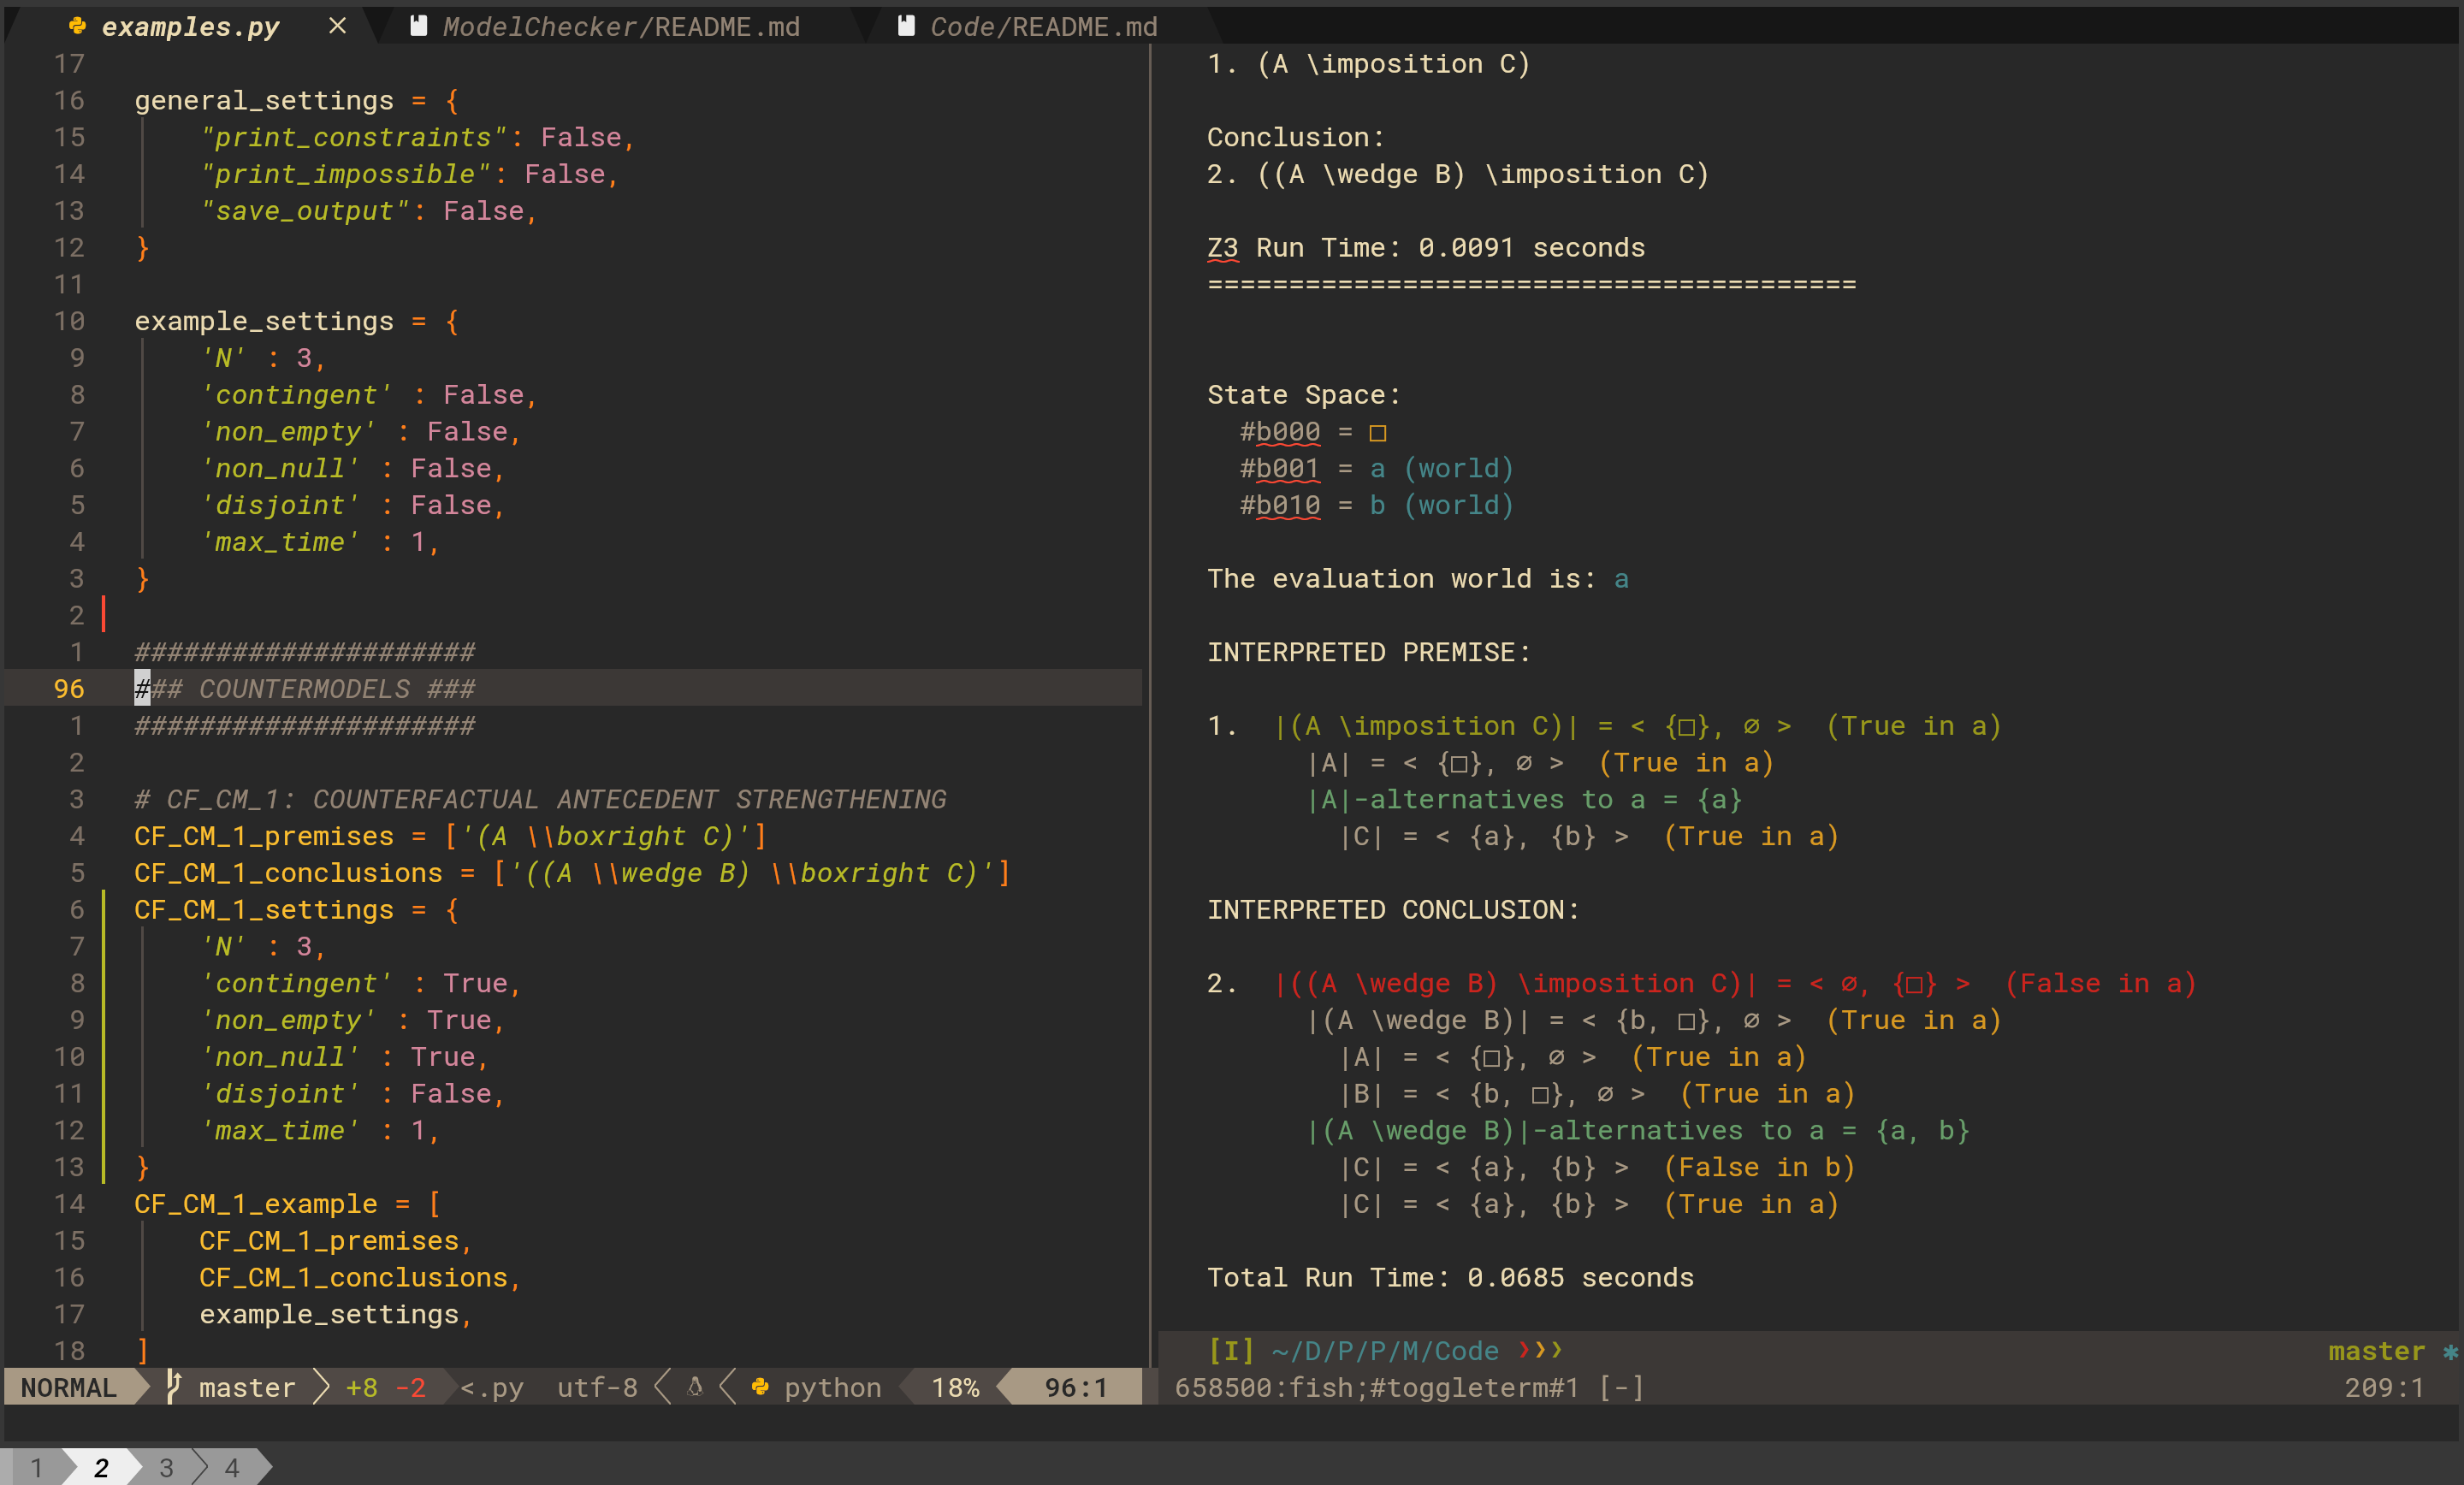 examples.py × ModelChecker/README.md Code/README.md
17
16 general_settings = {
15 "print_constraints": False,
14 "print_impossible": False,
13 "save_output": False,
12 }
11
10 example_settings = {
9 'N' : 3,
8 'contingent' : False,
7 'non_empty' : False,
6 'non_null' : False,
5 'disjoint' : False,
4 'max_time' : 1,
3 }
2
1 #####################
96 ### COUNTERMODELS ###
1 #####################
2
3 # CF_CM_1: COUNTERFACTUAL ANTECEDENT STRENGTHENING
4 CF_CM_1_premises = ['(A \\boxright C)']
5 CF_CM_1_conclusions = ['((A \\wedge B) \\boxright C)']
6 CF_CM_1_settings = {
7 'N' : 3,
8 'contingent' : True,
9 'non_empty' : True,
10 'non_null' : True,
11 'disjoint' : False,
12 'max_time' : 1,
13 }
14 CF_CM_1_example = [
15 CF_CM_1_premises,
16 CF_CM_1_conclusions,
17 example_settings,
18 ]
NORMAL master +8 -2 <.py utf-8 python 18% 96:1
1. (A \imposition C)
Conclusion:
2. ((A \wedge B) \imposition C)
Z3 Run Time: 0.0091 seconds
========================================
State Space:
#b000 = □
#b001 = a (world)
#b010 = b (world)
The evaluation world is: a
INTERPRETED PREMISE:
1. |(A \imposition C)| = < {□}, ∅ > (True in a)
|A| = < {□}, ∅ > (True in a)
|A|-alternatives to a = {a}
|C| = < {a}, {b} > (True in a)
INTERPRETED CONCLUSION:
2. |((A \wedge B) \imposition C)| = < ∅, {□} > (False in a)
|(A \wedge B)| = < {b, □}, ∅ > (True in a)
|A| = < {□}, ∅ > (True in a)
|B| = < {b, □}, ∅ > (True in a)
|(A \wedge B)|-alternatives to a = {a, b}
|C| = < {a}, {b} > (False in b)
|C| = < {a}, {b} > (True in a)
Total Run Time: 0.0685 seconds
[I] ~/D/P/P/M/Code ❯❯❯ master ✱
658500:fish;#toggleterm#1 [-] 209:1
1 2 3 4